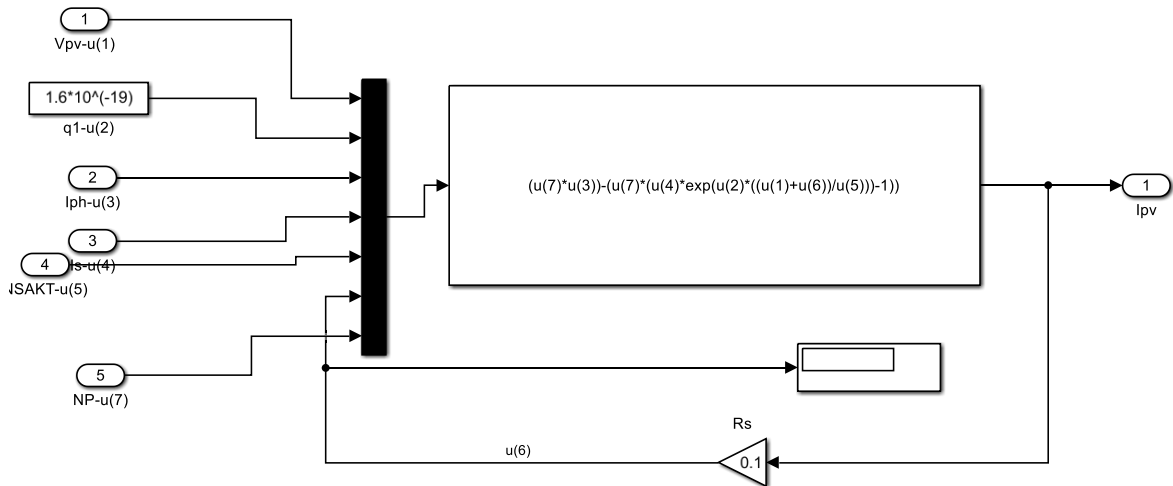 1
Vpv-u(1)
1.6*10^(-19)
q1-u(2)
2
Iph-u(3)
3
Is-u(4)
4
NSAKT-u(5)
5
NP-u(7)
(u(7)*u(3))-(u(7)*(u(4)*exp(u(2)*((u(1)+u(6))/u(5)))-1))
1
Ipv
Rs
0.1
u(6)